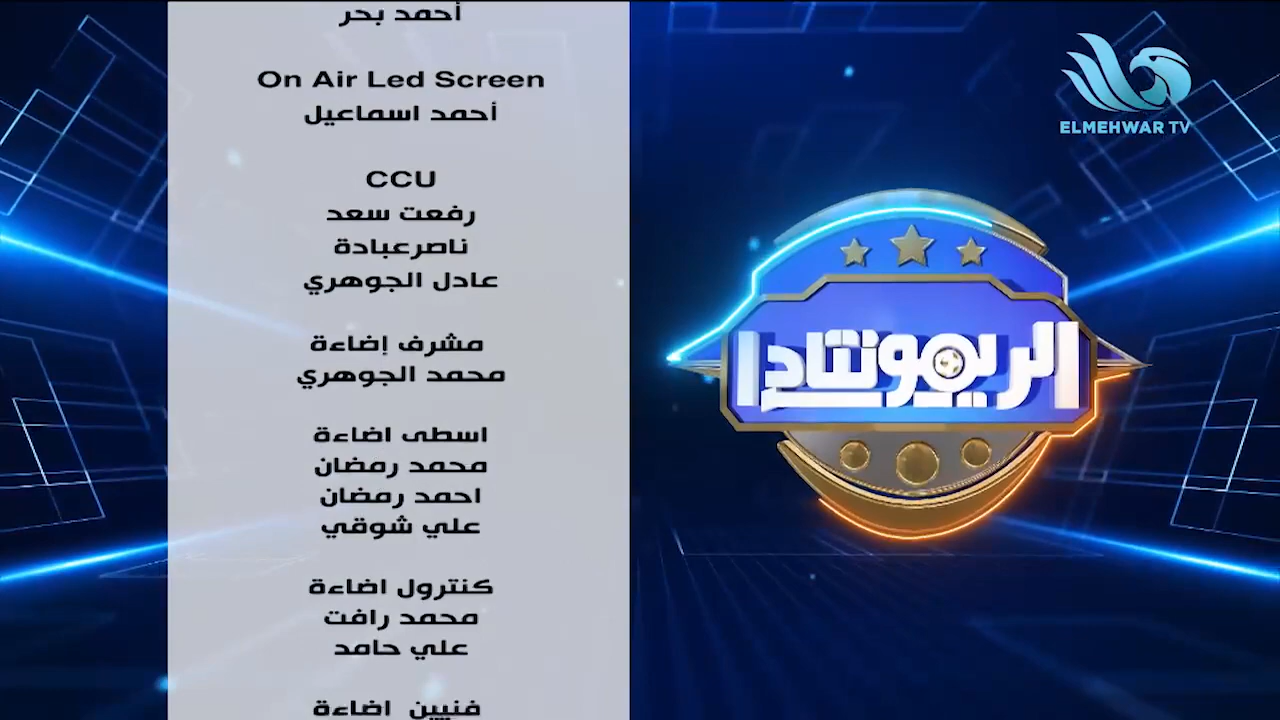 أحمد بحر
On Air Led Screen
أحمد اسماعيل
CCU
رفعت سعد
ناصرعبادة
عادل الجوهري
مشرف إضاءة
محمد الجوهري
اسطى اضاءة
محمد رمضان
احمد رمضان
علي شوقي
كنترول اضاءة
محمد رافت
علي حامد
فنيين اضاءة
ELMEHWAR TV
الريمونتادا